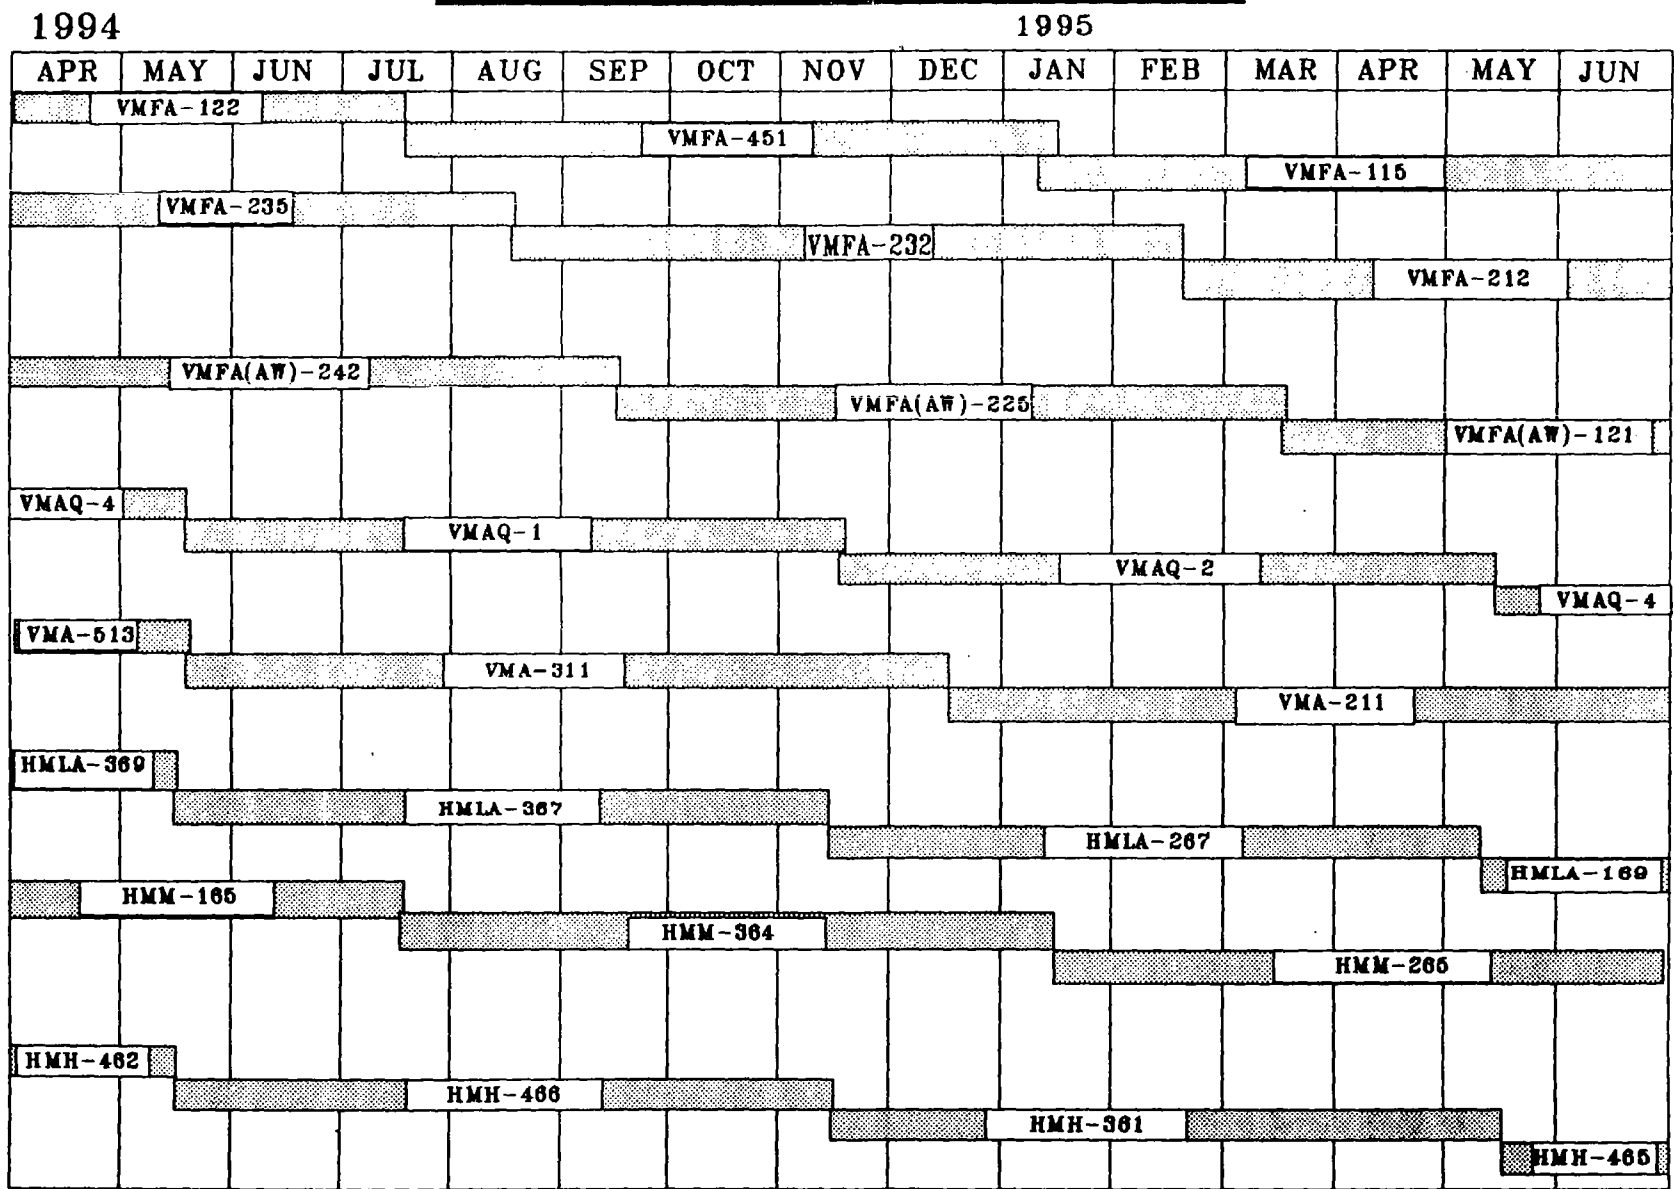 1994 1995
APR MAY JUN JUL AUG SEP OCT NOV DEC JAN FEB MAR APR MAY JUN
VMFA-122
VMFA-451
VMFA-115
VMFA-235
VMFA-232
VMFA-212
VMFA(AW)-242
VMFA(AW)-225
VMFA(AW)-121
VMAQ-4
VMAQ-1
VMAQ-2
VMAQ-4
VMA-513
VMA-311
VMA-211
HMLA-369
HMLA-367
HMLA-267
HMLA-169
HMM-165
HMM-364
HMM-265
HMH-462
HMH-466
HMH-361
HMH-465